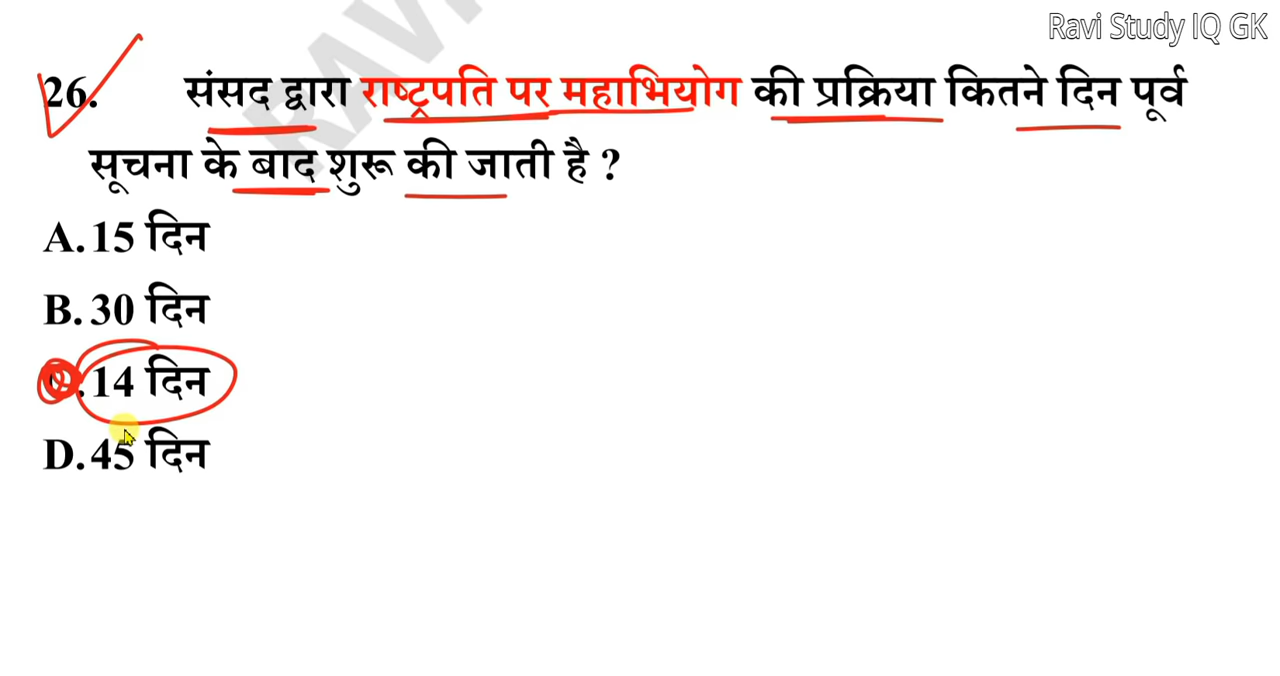 Ravi Study IQ GK
26. संसद द्वारा राष्ट्रपति पर महाभियोग की प्रक्रिया कितने दिन पूर्व
सूचना के बाद शुरू की जाती है ?
A. 15 दिन
B. 30 दिन
14 दिन
D. 45 दिन